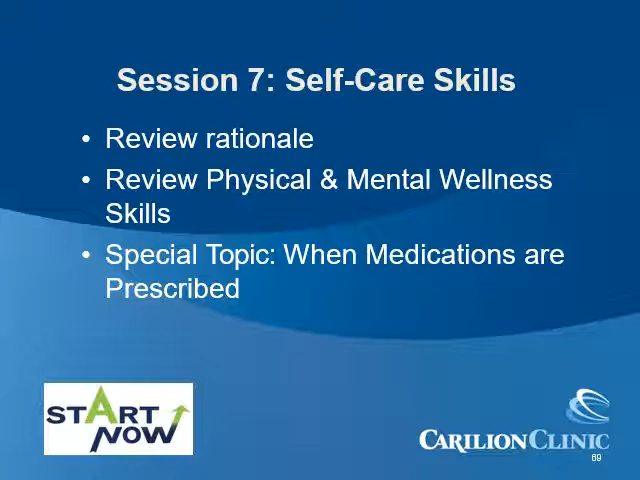 Session 7: Self-Care Skills
• Review rationale
• Review Physical & Mental Wellness
Skills
• Special Topic: When Medications are
Prescribed
START
NOW
CARILION CLINIC
69